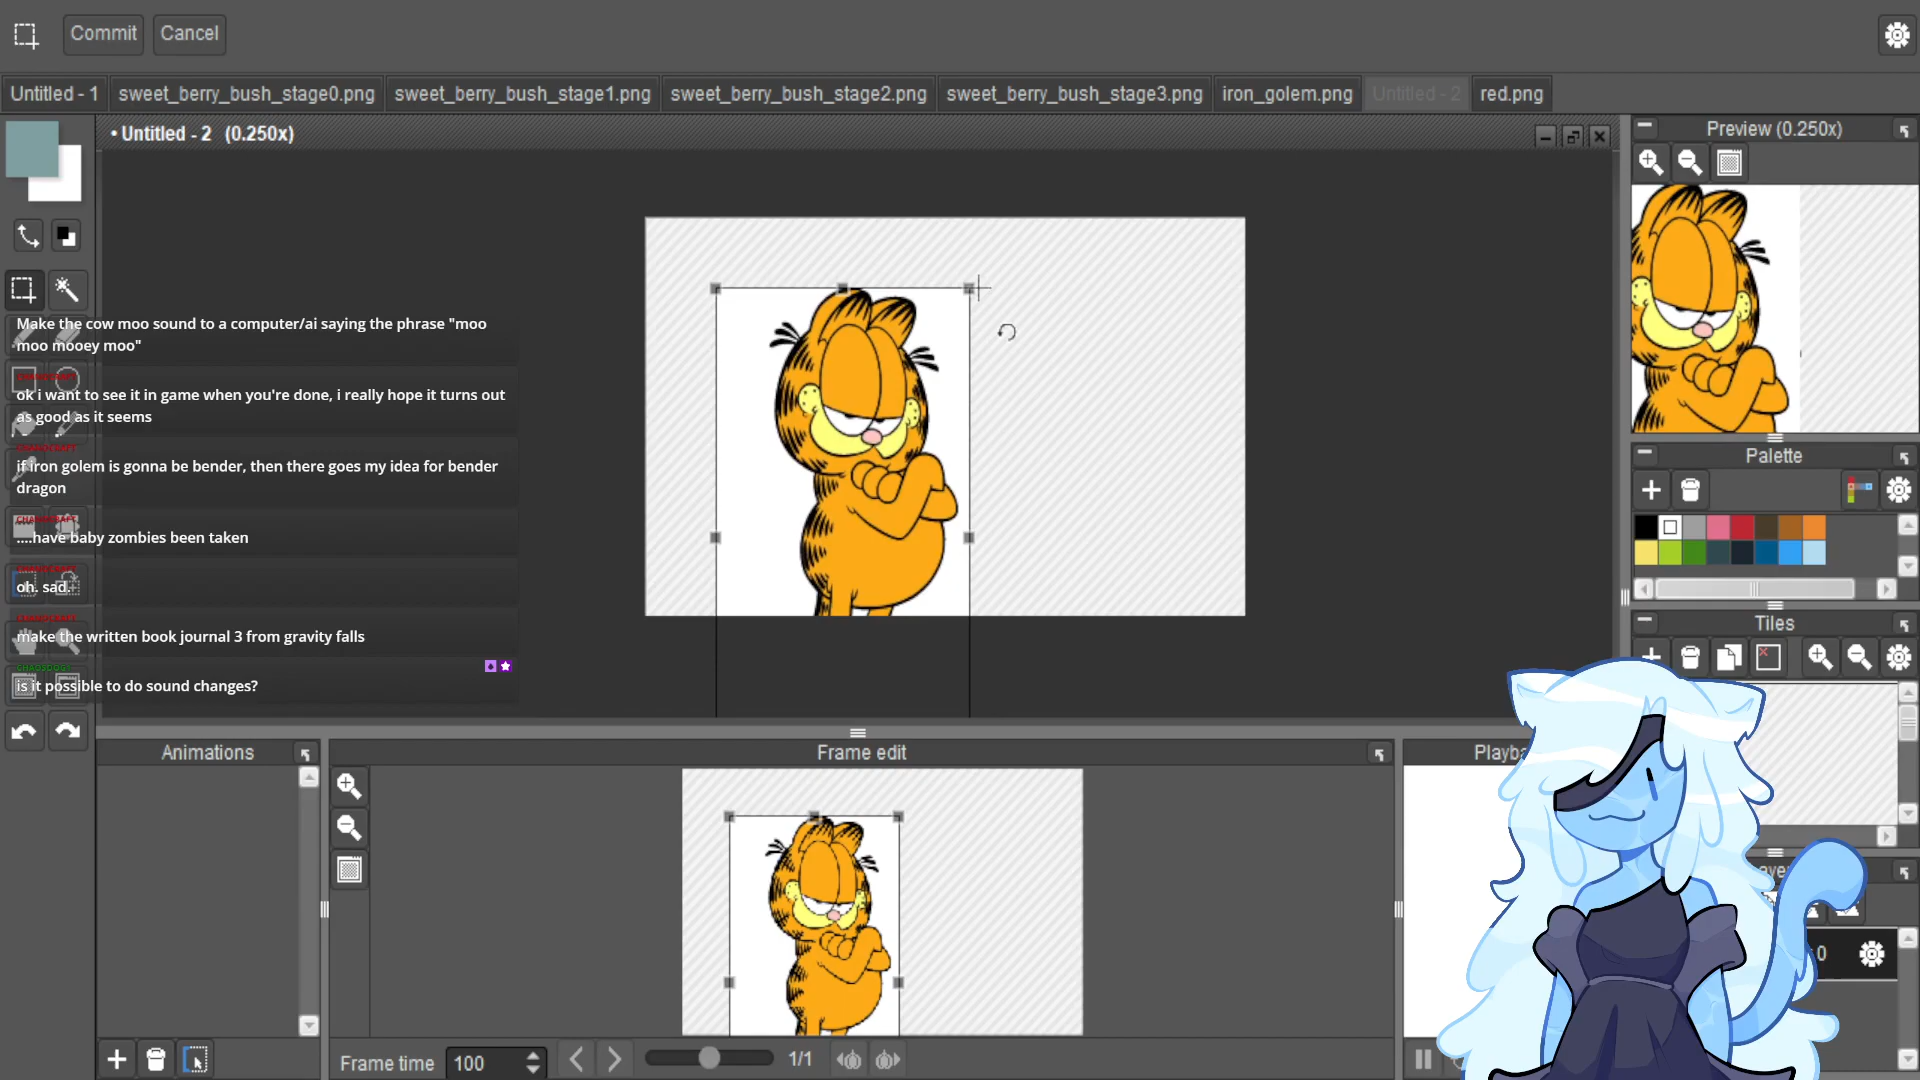 Commit
Cancel
Untitled - 1
sweet_berry_bush_stage0.png
sweet_berry_bush_stage1.png
sweet_berry_bush_stage2.png
sweet_berry_bush_stage3.png
iron_golem.png
Untitled - 2
red.png
• Untitled - 2 (0.250x)
Preview (0.250x)
Make the cow moo sound to a computer/ai saying the phrase "moo
moo mooey moo"
ok i want to see it in game when you're done, i really hope it turns out
as good as it seems
if iron golem is gonna be bender, then there goes my idea for bender
dragon
....have baby zombies been taken
oh. sad.
make the written book journal 3 from gravity falls
is it possible to do sound changes?
Palette
Tiles
Animations
Frame edit
Frame time
100
1/1
0